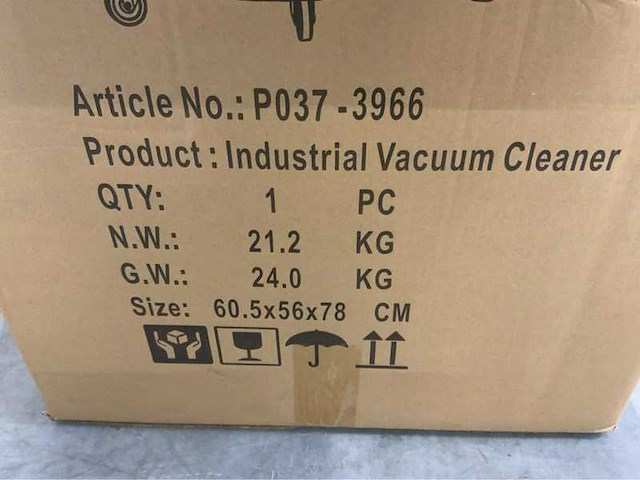 Article No.: P037 -3966
Product : Industrial Vacuum Cleaner
QTY: 1 PC
N.W.: 21.2 KG
G.W.: 24.0 KG
Size: 60.5x56x78 CM